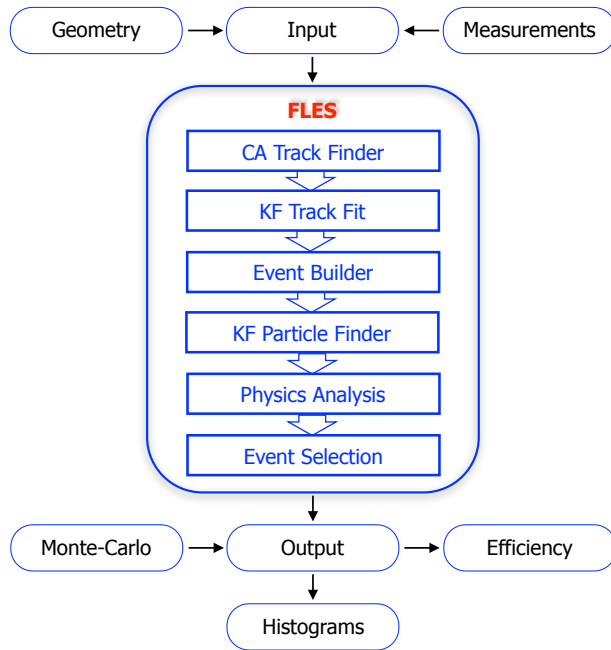 Geometry
Input
Measurements
FLES
CA Track Finder
KF Track Fit
Event Builder
KF Particle Finder
Physics Analysis
Event Selection
Monte-Carlo
Output
Efficiency
Histograms